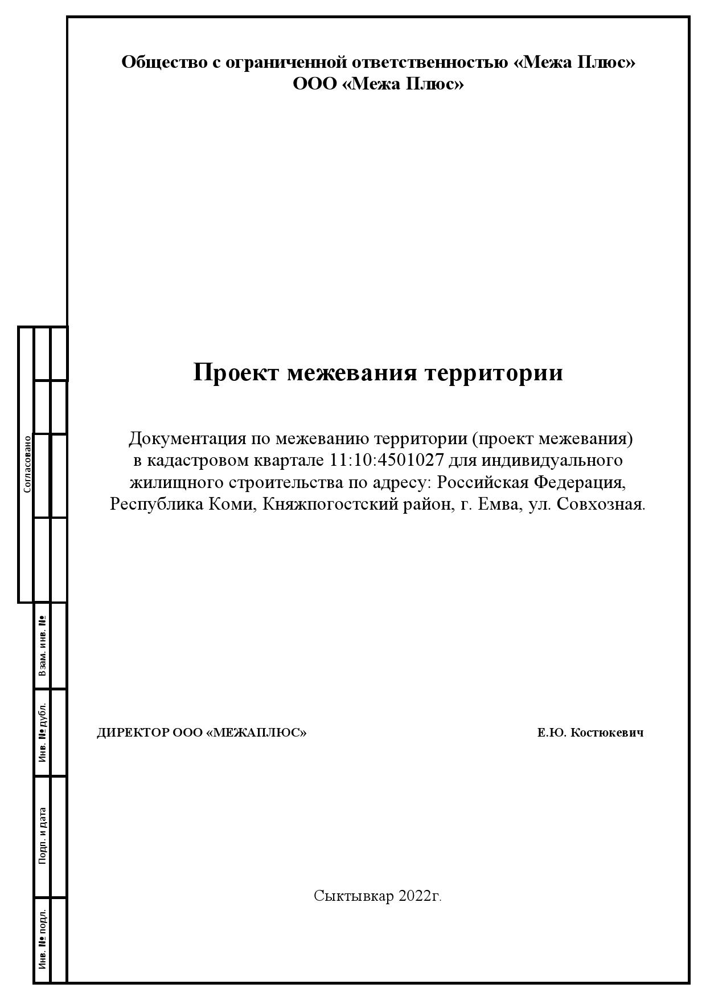 Общество с ограниченной ответственностью «Межа Плюс»
ООО «Межа Плюс»
Проект межевания территории
Документация по межеванию территории (проект межевания)
в кадастровом квартале 11:10:4501027 для индивидуального
жилищного строительства по адресу: Российская Федерация,
Республика Коми, Княжпогостский район, г. Емва, ул. Совхозная.
Согласовано
Взам. инв. №
Инв. № дубл.
Подп. и дата
Инв. № подл.
ДИРЕКТОР ООО «МЕЖАПЛЮС» Е.Ю. Костюкевич
Сыктывкар 2022г.